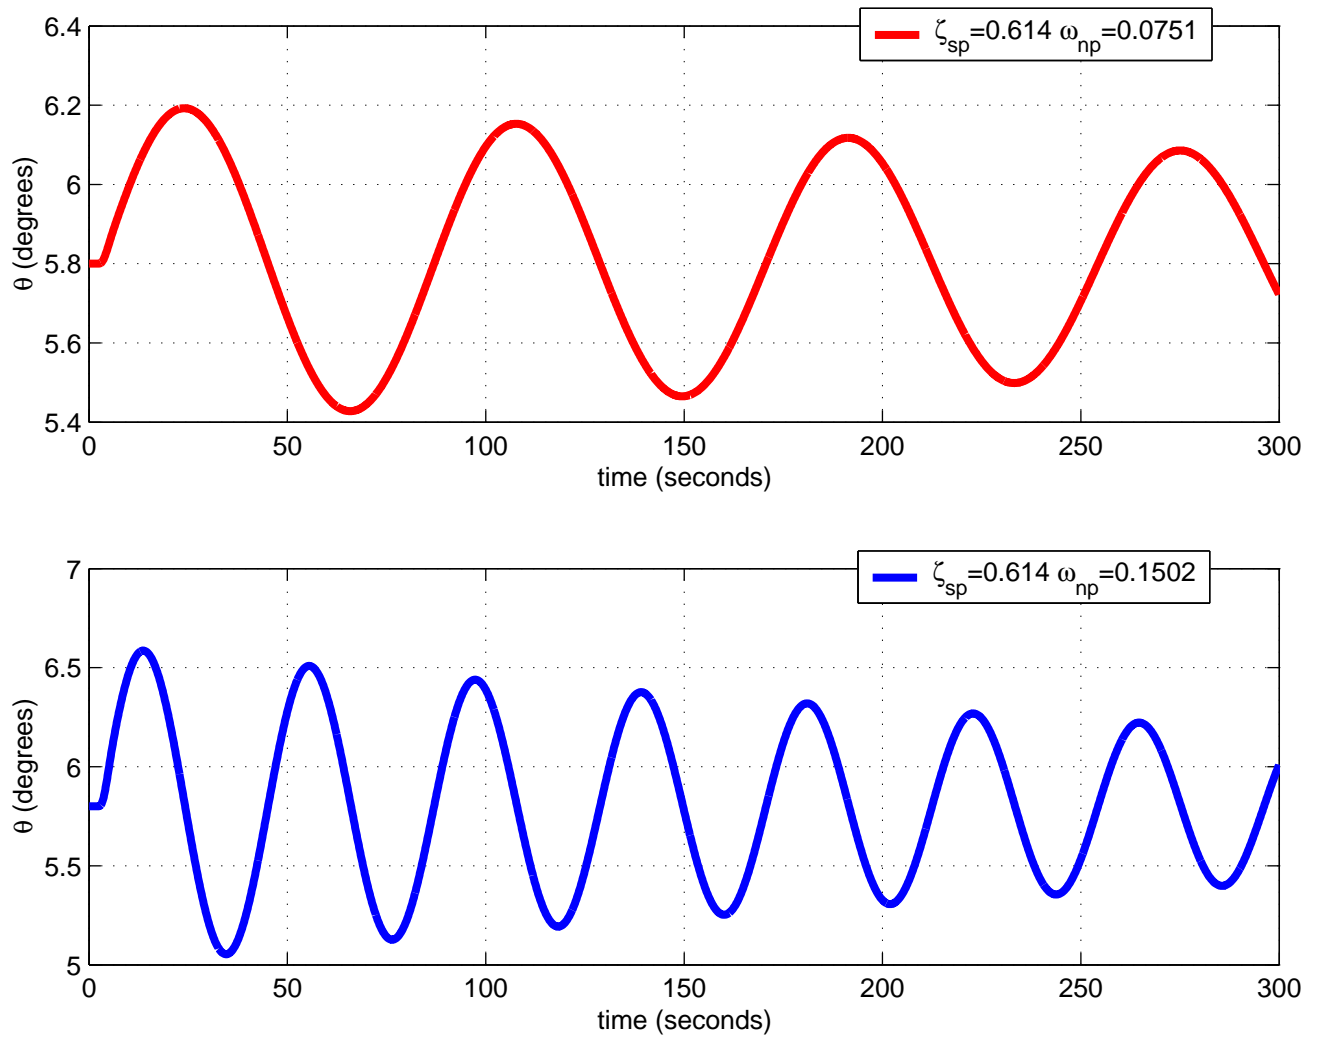 6.4
ζsp=0.614 ωnp=0.0751
6.2
6
5.8
5.6
5.4
θ (degrees)
0 50 100 150 200 250 300
time (seconds)
7
ζsp=0.614 ωnp=0.1502
6.5
6
5.5
5
θ (degrees)
0 50 100 150 200 250 300
time (seconds)